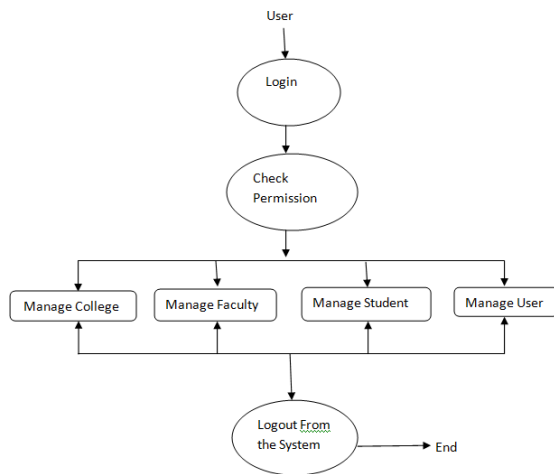 User
Login
Check
Permission
Manage College
Manage Faculty
Manage Student
Manage User
Logout From
the System
End